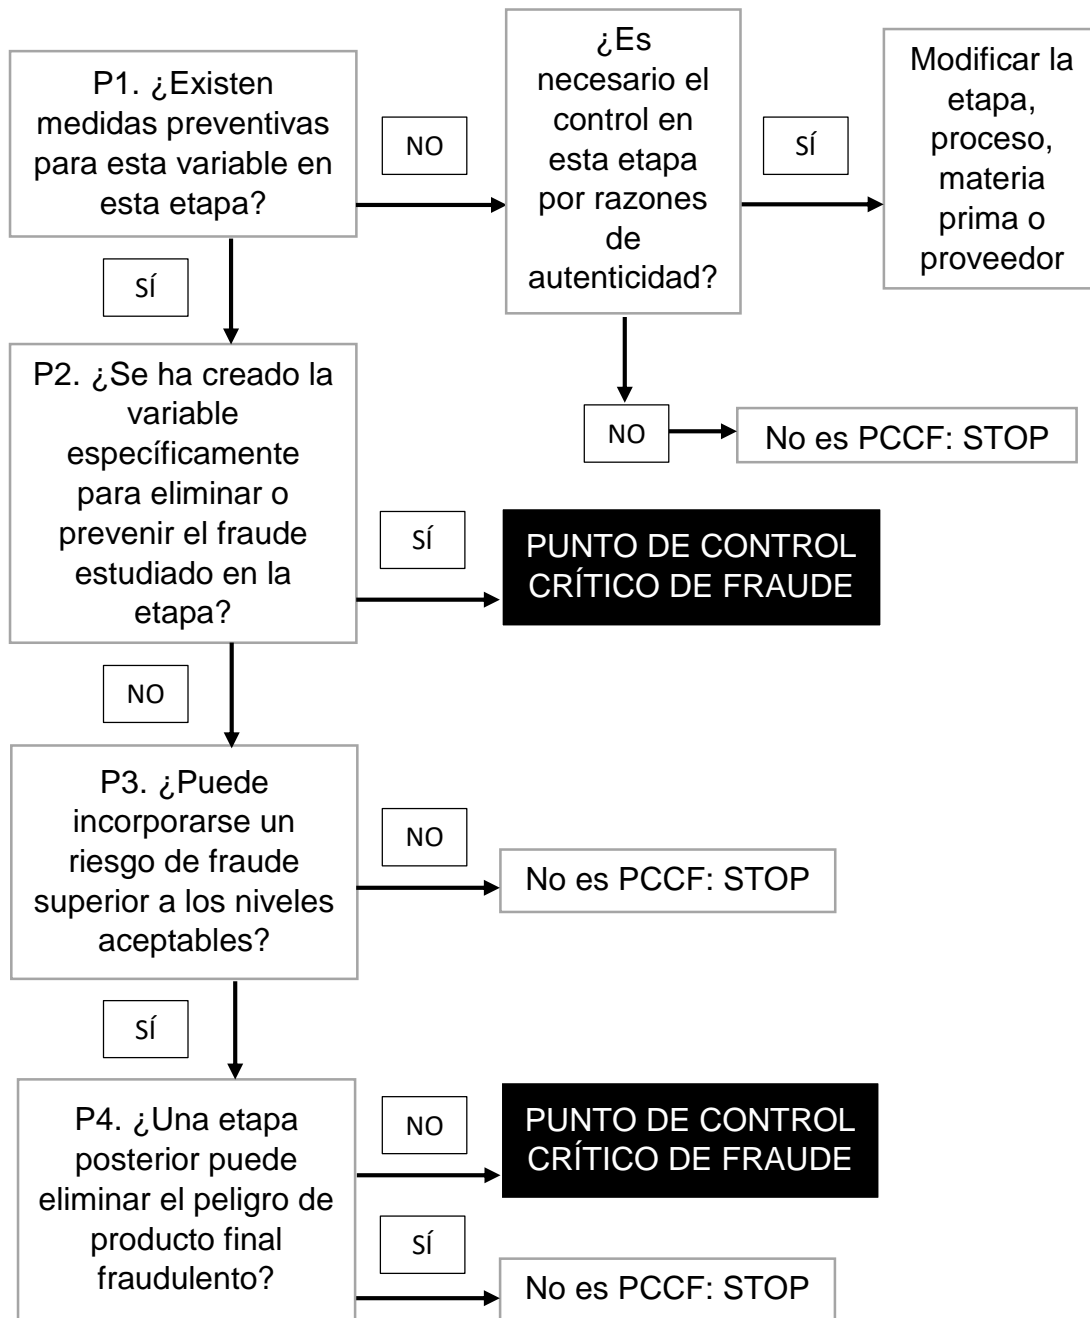 P1. ¿Existen
medidas preventivas
para esta variable en
esta etapa?
NO
¿Es
necesario el
control en
esta etapa
por razones
de
autenticidad?
SÍ
Modificar la
etapa,
proceso,
materia
prima o
proveedor
SÍ
NO
No es PCCF: STOP
P2. ¿Se ha creado la
variable
específicamente
para eliminar o
prevenir el fraude
estudiado en la
etapa?
SÍ
PUNTO DE CONTROL
CRÍTICO DE FRAUDE
NO
P3. ¿Puede
incorporarse un
riesgo de fraude
superior a los niveles
aceptables?
NO
No es PCCF: STOP
SÍ
P4. ¿Una etapa
posterior puede
eliminar el peligro de
producto final
fraudulento?
NO
PUNTO DE CONTROL
CRÍTICO DE FRAUDE
SÍ
No es PCCF: STOP